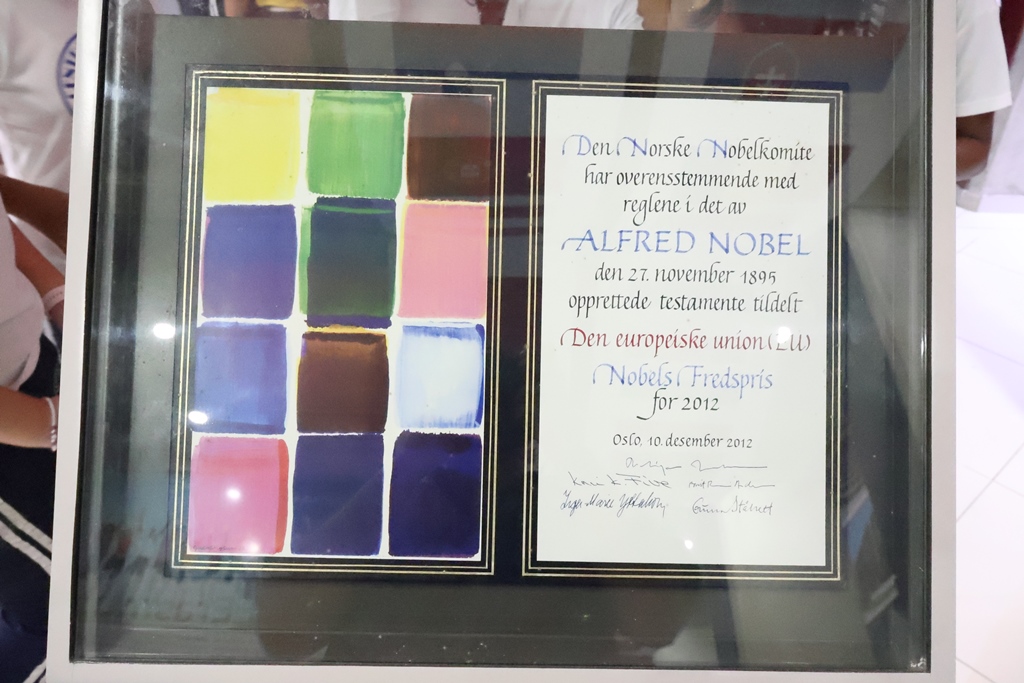 Den Norske Nobelkomite
har overensstemmende med
reglene i det av
ALFRED NOBEL
den 27. november 1895
opprettede testamente tildelt
Den europeiske union (EU)
Nobels Fredspris
for 2012
Oslo, 10. desember 2012